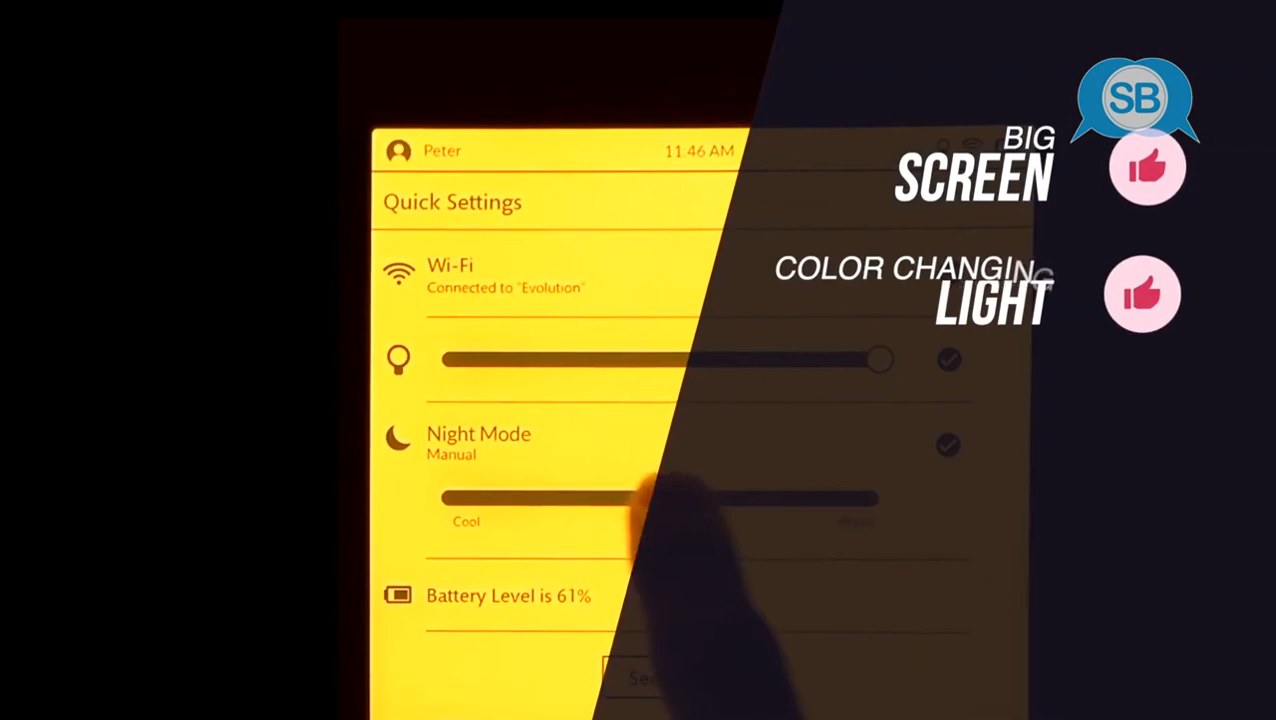 SB
BIG
SCREEN
COLOR CHANGING
LIGHT
Peter
11:46 AM
Quick Settings
Wi-Fi
Connected to "Evolution"
Night Mode
Manual
Cool
Battery Level is 61%